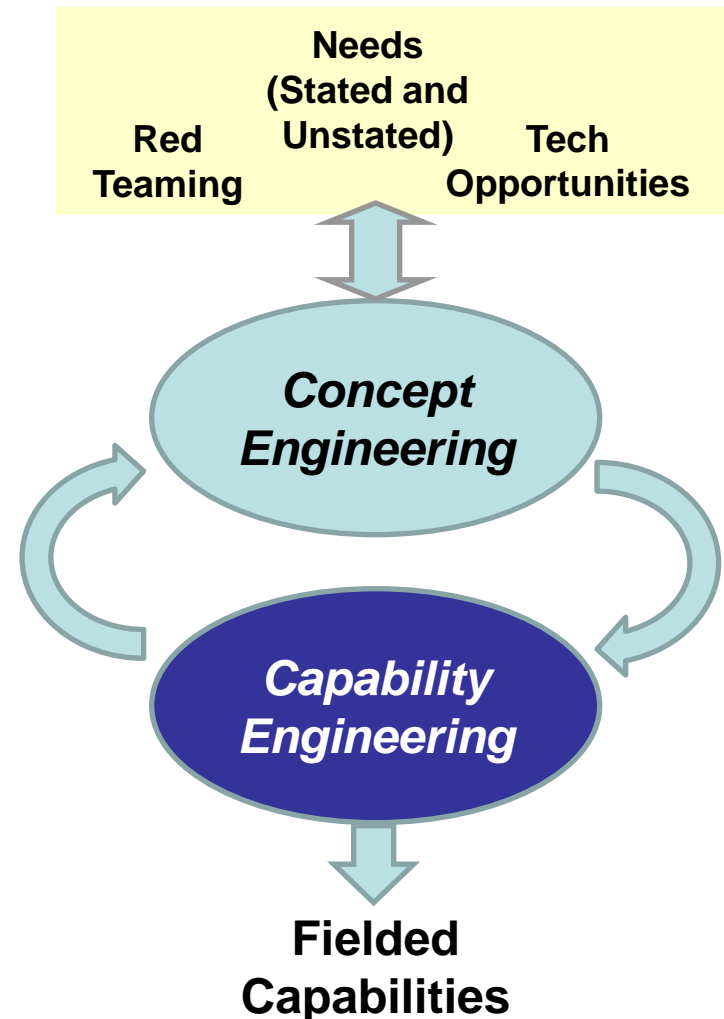 Needs
(Stated and
Unstated)
Red
Teaming
Tech
Opportunities
Concept
Engineering
Capability
Engineering
Fielded
Capabilities